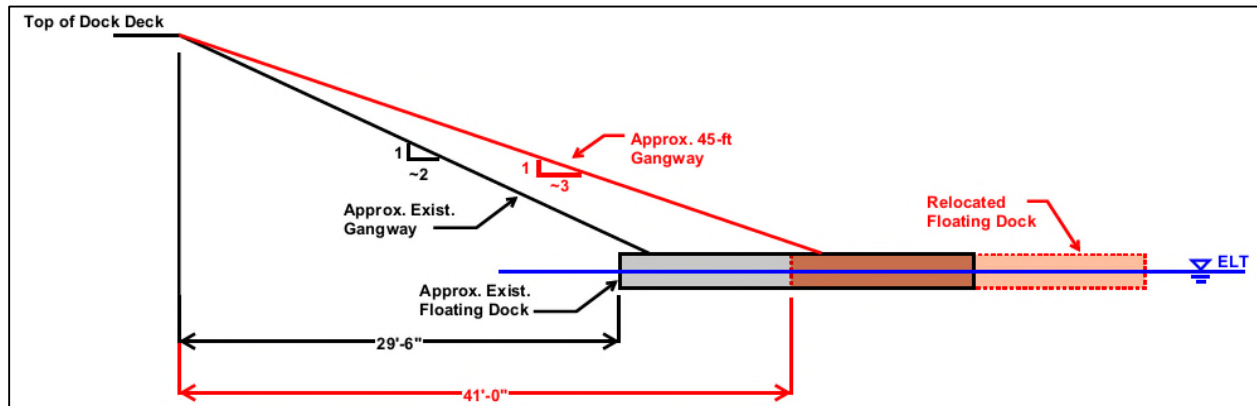 Top of Dock Deck
1
~2
Approx. 45-ft
Gangway
1
~3
Approx. Exist.
Gangway
Relocated
Floating Dock
ELT
Approx. Exist.
Floating Dock
29'-6"
41'-0"